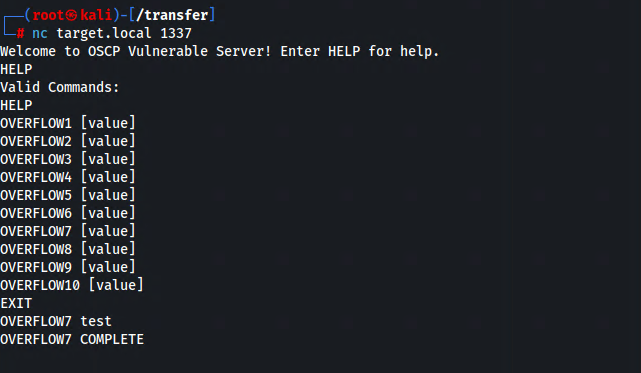 ┌──(root㉿kali)-[/transfer]
└─# nc target.local 1337
Welcome to OSCP Vulnerable Server! Enter HELP for help.
HELP
Valid Commands:
HELP
OVERFLOW1 [value]
OVERFLOW2 [value]
OVERFLOW3 [value]
OVERFLOW4 [value]
OVERFLOW5 [value]
OVERFLOW6 [value]
OVERFLOW7 [value]
OVERFLOW8 [value]
OVERFLOW9 [value]
OVERFLOW10 [value]
EXIT
OVERFLOW7 test
OVERFLOW7 COMPLETE